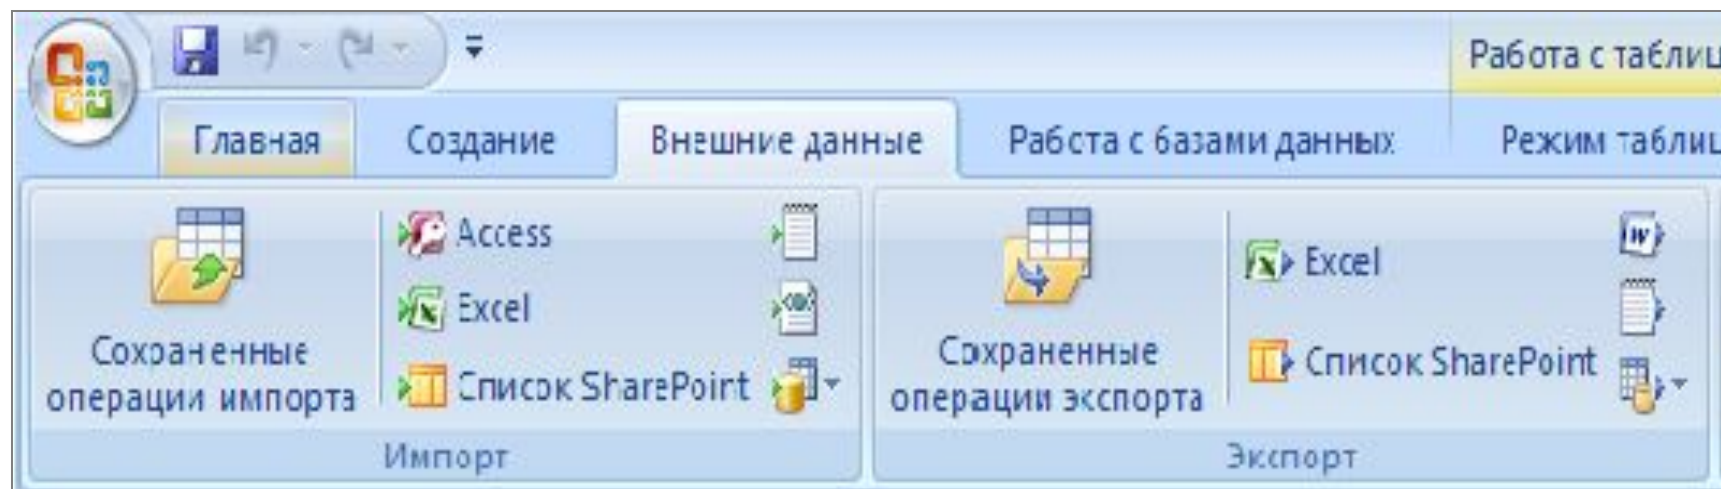 Работа с таблиц
Главная
Создание
Внешние данные
Работа с базами данных
Режим таблиц
Сохраненные
операции импорта
Access
Excel
Список SharePoint
Импорт
Сохраненные
операции экспорта
Excel
Список SharePoint
Экспорт